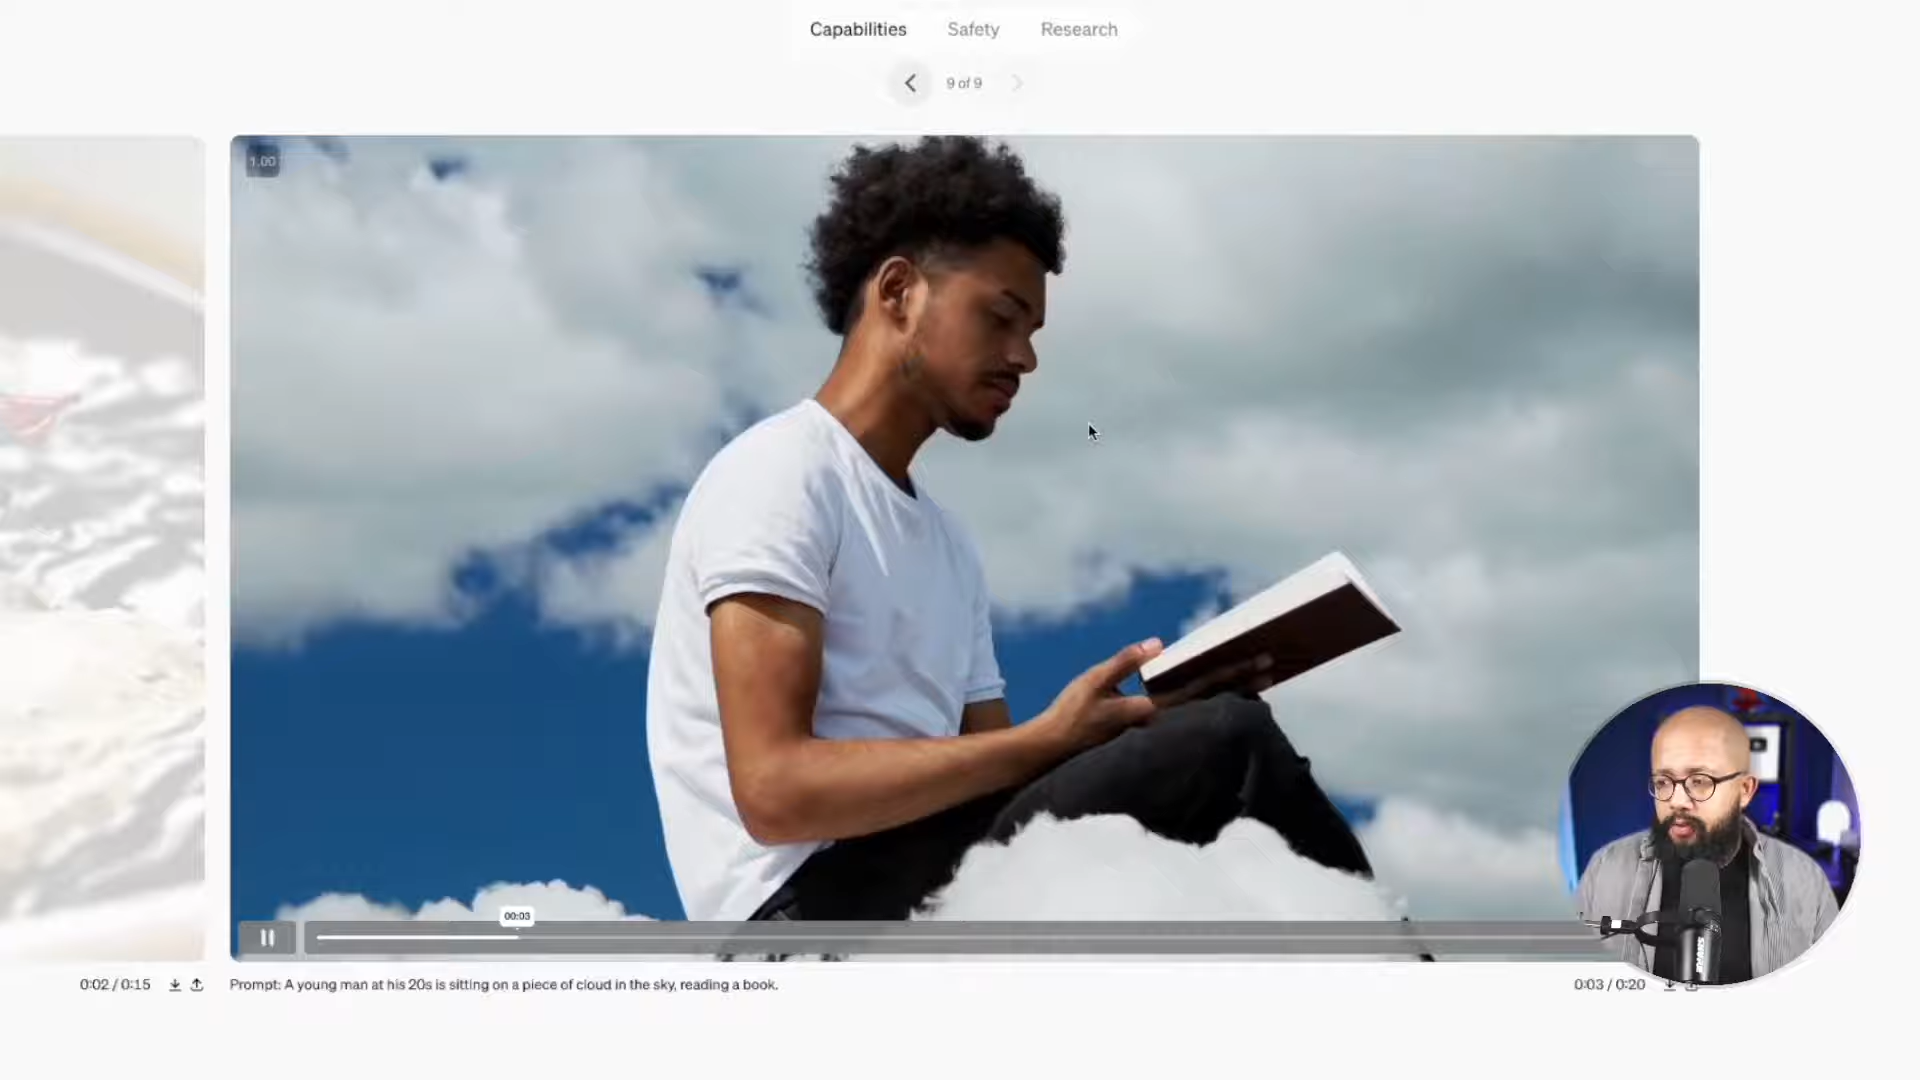 Capabilities Safety Research
9 of 9
1.00
00:03
0:02 / 0:15
Prompt: A young man at his 20s is sitting on a piece of cloud in the sky, reading a book.
0:03 / 0:20
SHURE